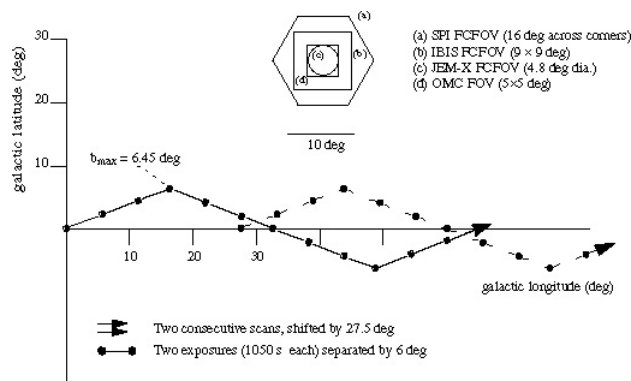 (a)
(b)
(c)
(d)
(a) SPI FCFOV (16 deg across corners)
(b) IBIS FCFOV (9 × 9 deg)
(c) JEM-X FCFOV (4.8 deg dia.)
(d) OMC FOV (5×5 deg)
10 deg
galactic latitude (deg)
30
20
10
bmax = 6.45 deg
10
20
30
galactic longitude (deg)
Two consecutive scans, shifted by 27.5 deg
Two exposures (1050 s each) separated by 6 deg